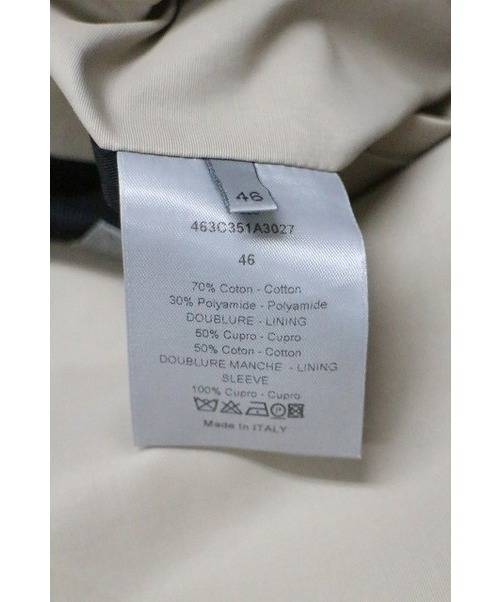 46
463C351A3027
46
70% Coton - Cotton
30% Polyamide - Polyamide
DOUBLURE - LINING
50% Cupro - Cupro
50% Coton - Cotton
DOUBLURE MANCHE - LINING
SLEEVE
100% Cupro - Cupro
Made in ITALY